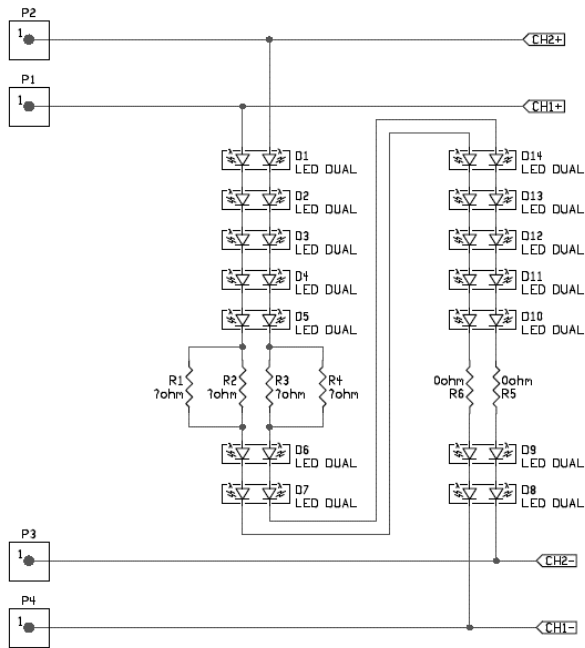 P2
1
CH2+
P1
1
CH1+
D1
LED DUAL
D14
LED DUAL
D2
LED DUAL
D13
LED DUAL
D3
LED DUAL
D12
LED DUAL
D4
LED DUAL
D11
LED DUAL
D5
LED DUAL
D10
LED DUAL
R1
?ohm
R2
?ohm
R3
?ohm
R4
?ohm
0ohm
R6
0ohm
R5
D6
LED DUAL
D9
LED DUAL
D7
LED DUAL
D8
LED DUAL
P3
1
CH2-
P4
1
CH1-